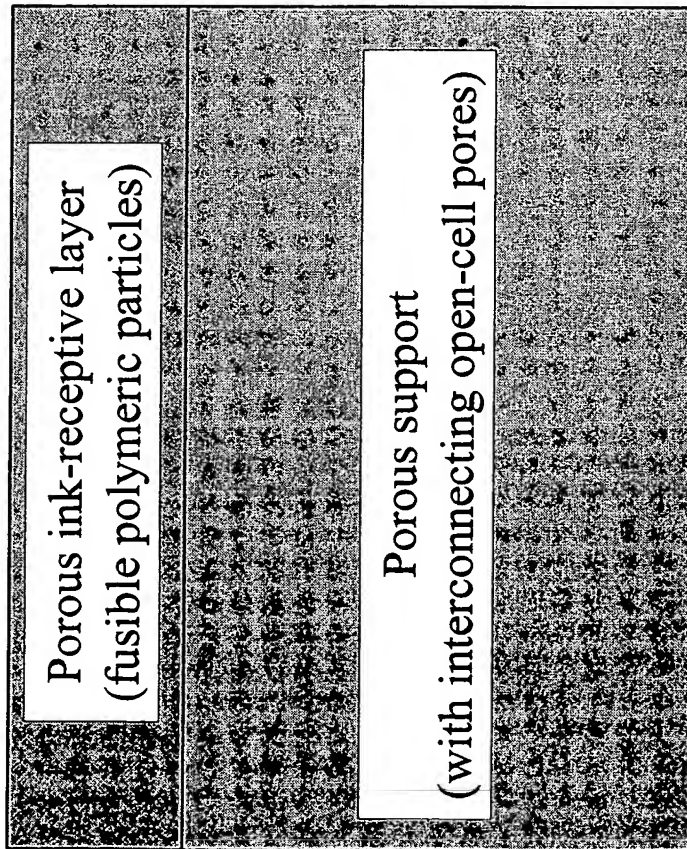 Porous ink-receptive layer
(fusible polymeric particles)
Porous support
(with interconnecting open-cell pores)